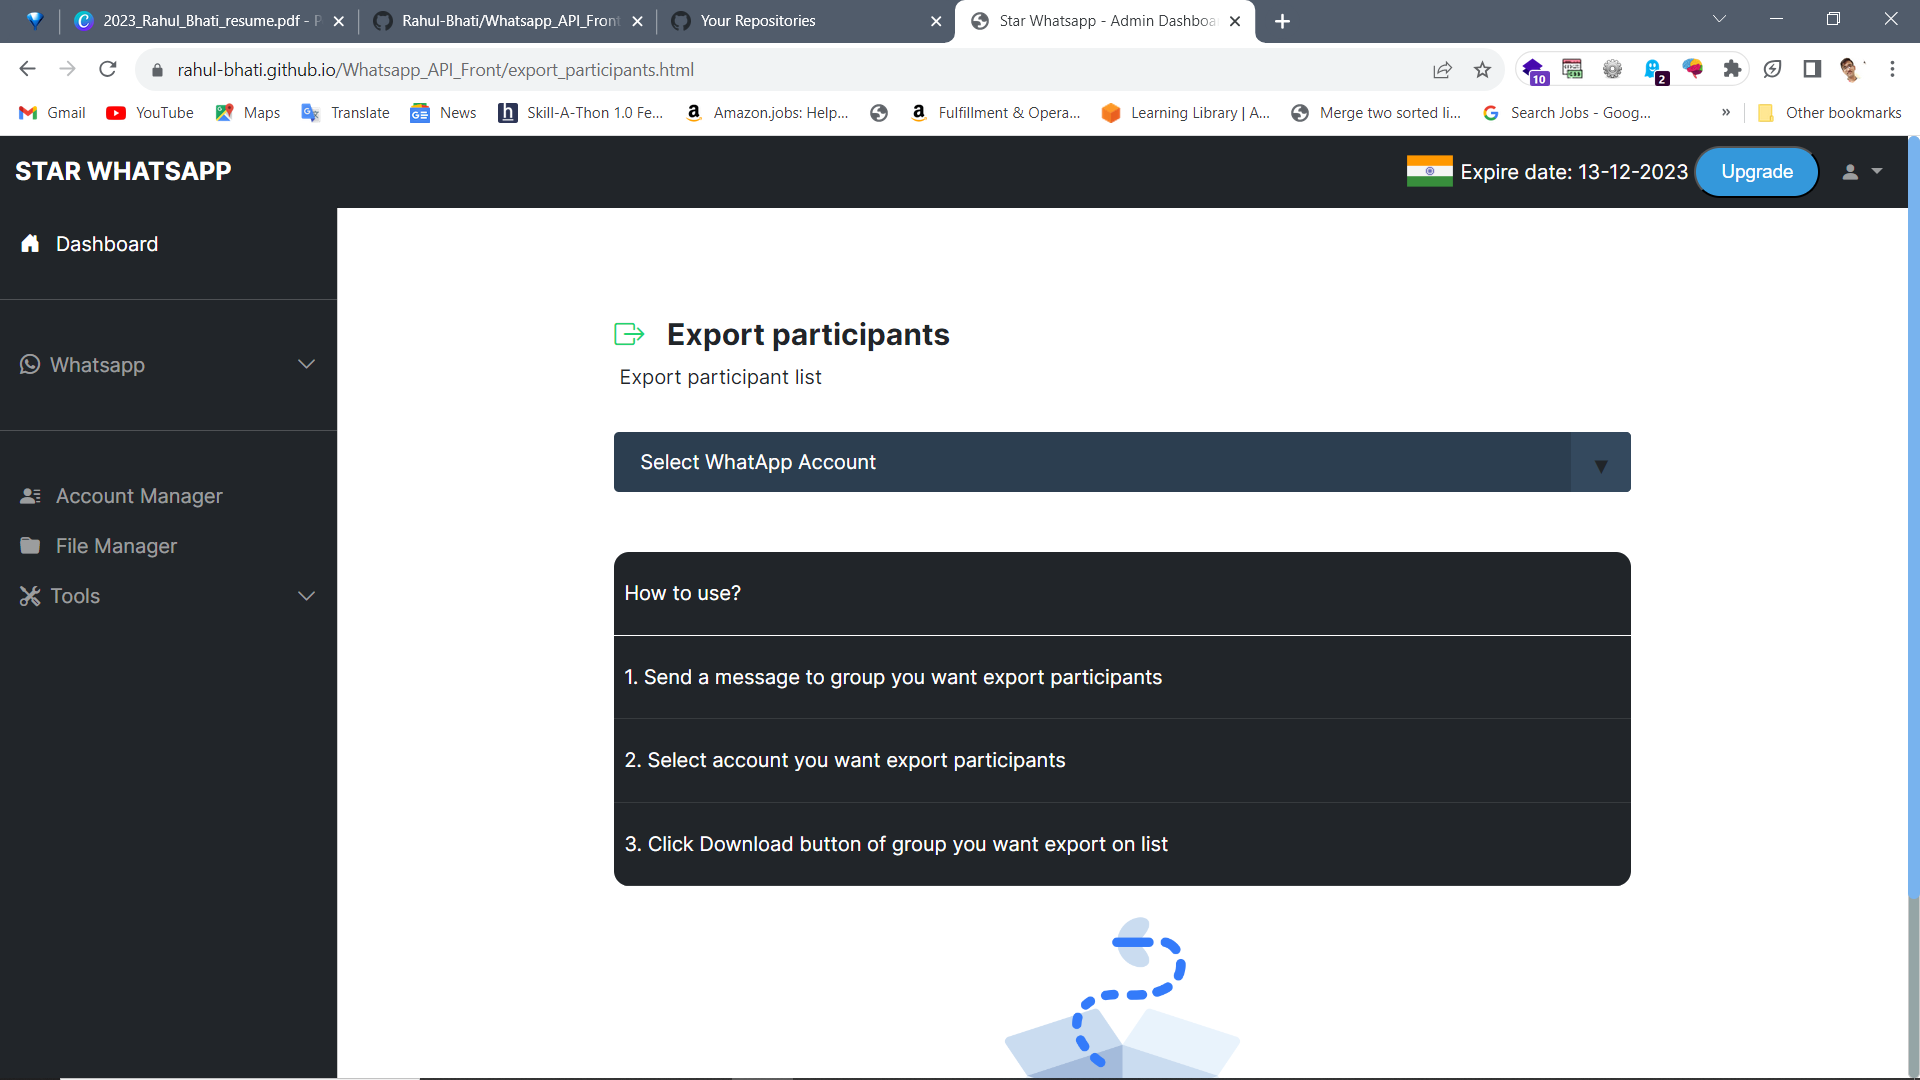 2023_Rahul_Bhati_resume.pdf - P
Rahul-Bhati/Whatsapp_API_Front
Your Repositories
Star Whatsapp - Admin Dashboa
rahul-bhati.github.io/Whatsapp_API_Front/export_participants.html
10
2
Gmail
YouTube
Maps
Translate
News
Skill-A-Thon 1.0 Fe...
Amazon.jobs: Help...
Fulfillment & Opera...
Learning Library | A...
Merge two sorted li...
Search Jobs - Goog...
»
Other bookmarks
STAR WHATSAPP
Expire date: 13-12-2023
Upgrade
Dashboard
Whatsapp
Account Manager
File Manager
Tools
Export participants
Export participant list
Select WhatApp Account
How to use?
1. Send a message to group you want export participants
2. Select account you want export participants
3. Click Download button of group you want export on list